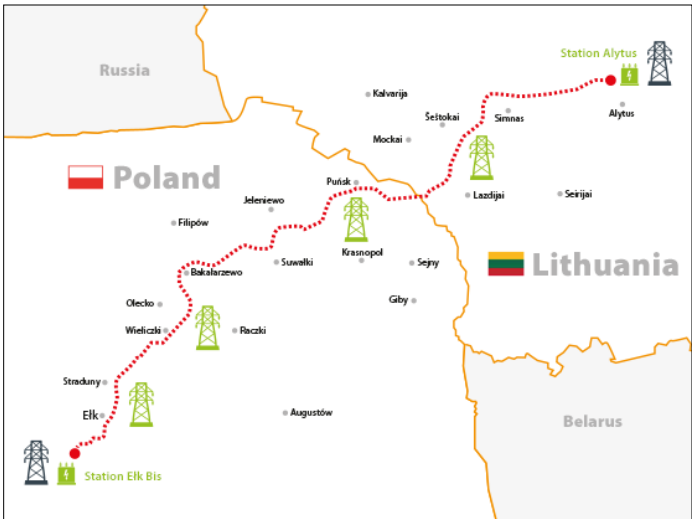 Station Alytus
Russia
Kalvarija
Alytus
Simnas
Šeštokai
Mockai
Poland
Puńsk
Lazdijai
Seirijai
Jeleniewo
Filipów
Krasnopol
Suwałki
Sejny
Lithuania
Bakałarzewo
Olecko
Giby
Wieliczki
Raczki
Straduny
Ełk
Augustów
Belarus
Station Ełk Bis